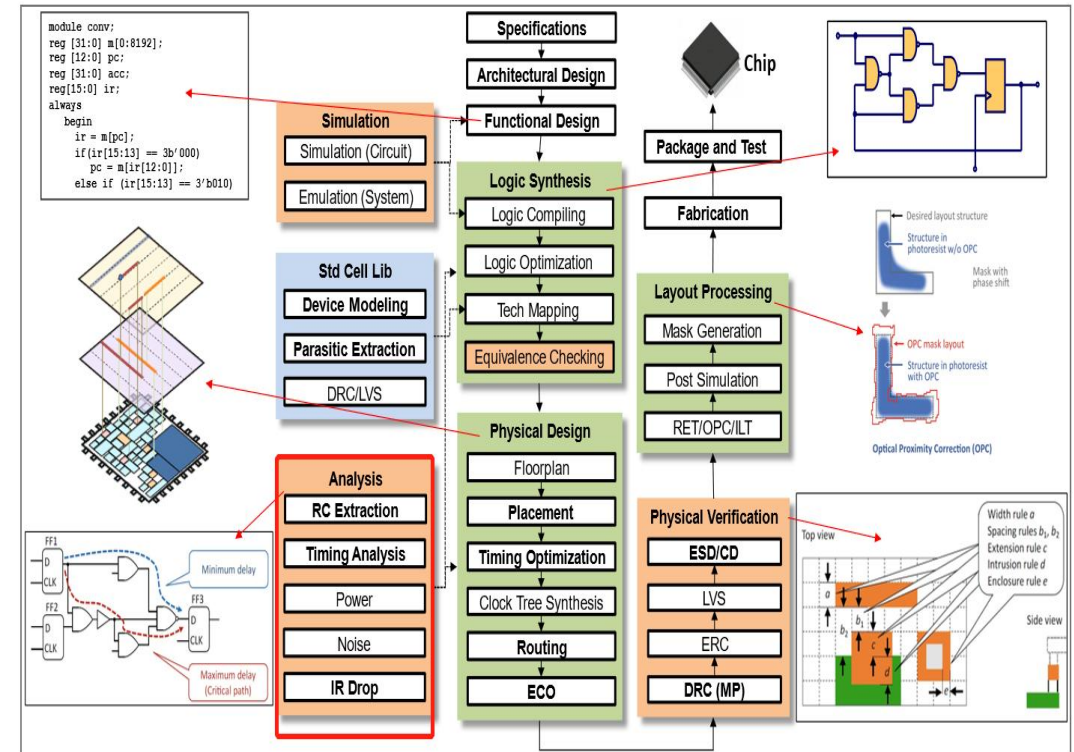 module conv;
reg [31:0] m[0:8192];
reg [12:0] pc;
reg [31:0] acc;
reg[15:0] ir;
always
begin
ir = m[pc];
if(ir[15:13] == 3b'000)
pc = m[ir[12:0]];
else if (ir[15:13] == 3'b010)
Specifications
Architectural Design
Functional Design
Simulation
Simulation (Circuit)
Emulation (System)
Logic Synthesis
Logic Compiling
Logic Optimization
Tech Mapping
Equivalence Checking
Std Cell Lib
Device Modeling
Parasitic Extraction
DRC/LVS
Physical Design
Floorplan
Placement
Timing Optimization
Clock Tree Synthesis
Routing
ECO
Analysis
RC Extraction
Timing Analysis
Power
Noise
IR Drop
FF1
D
CLK
FF2
D
CLK
FF3
D
CLK
Minimum delay
Maximum delay
(Critical path)
Chip
Package and Test
Fabrication
Layout Processing
Mask Generation
Post Simulation
RET/OPC/ILT
Physical Verification
ESD/CD
LVS
ERC
DRC (MP)
Desired layout structure
Structure in
photoresist w/o OPC
Mask with
phase shift
OPC mask layout
Structure in photoresist
with OPC
Optical Proximity Correction (OPC)
Top view
Width rule a
Spacing rules b1, b2
Extension rule c
Intrusion rule d
Enclosure rule e
Side view
a
b1
b2
c
d
e